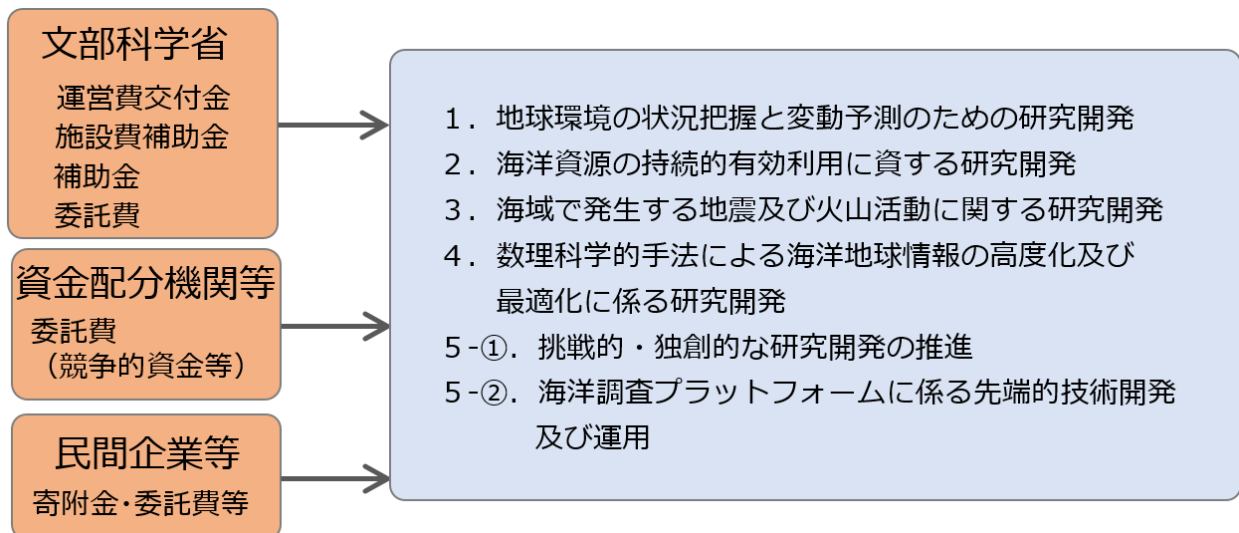 文部科学省
運営費交付金
施設費補助金
補助金
委託費
資金配分機関等
委託費
（競争的資金等）
民間企業等
寄附金・委託費等
１．地球環境の状況把握と変動予測のための研究開発
２．海洋資源の持続的有効利用に資する研究開発
３．海域で発生する地震及び火山活動に関する研究開発
４．数理科学的手法による海洋地球情報の高度化及び
最適化に係る研究開発
５-①．挑戦的・独創的な研究開発の推進
５-②．海洋調査プラットフォームに係る先端的技術開発
及び運用